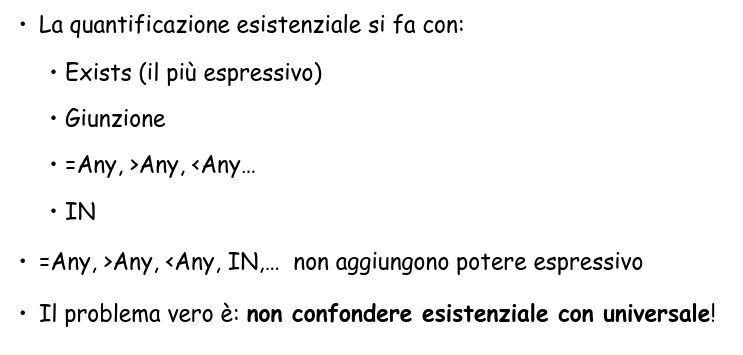 • La quantificazione esistenziale si fa con:
• Exists (il più espressivo)
• Giunzione
• =Any, >Any, <Any…
• IN
• =Any, >Any, <Any, IN,… non aggiungono potere espressivo
• Il problema vero è: non confondere esistenziale con universale!